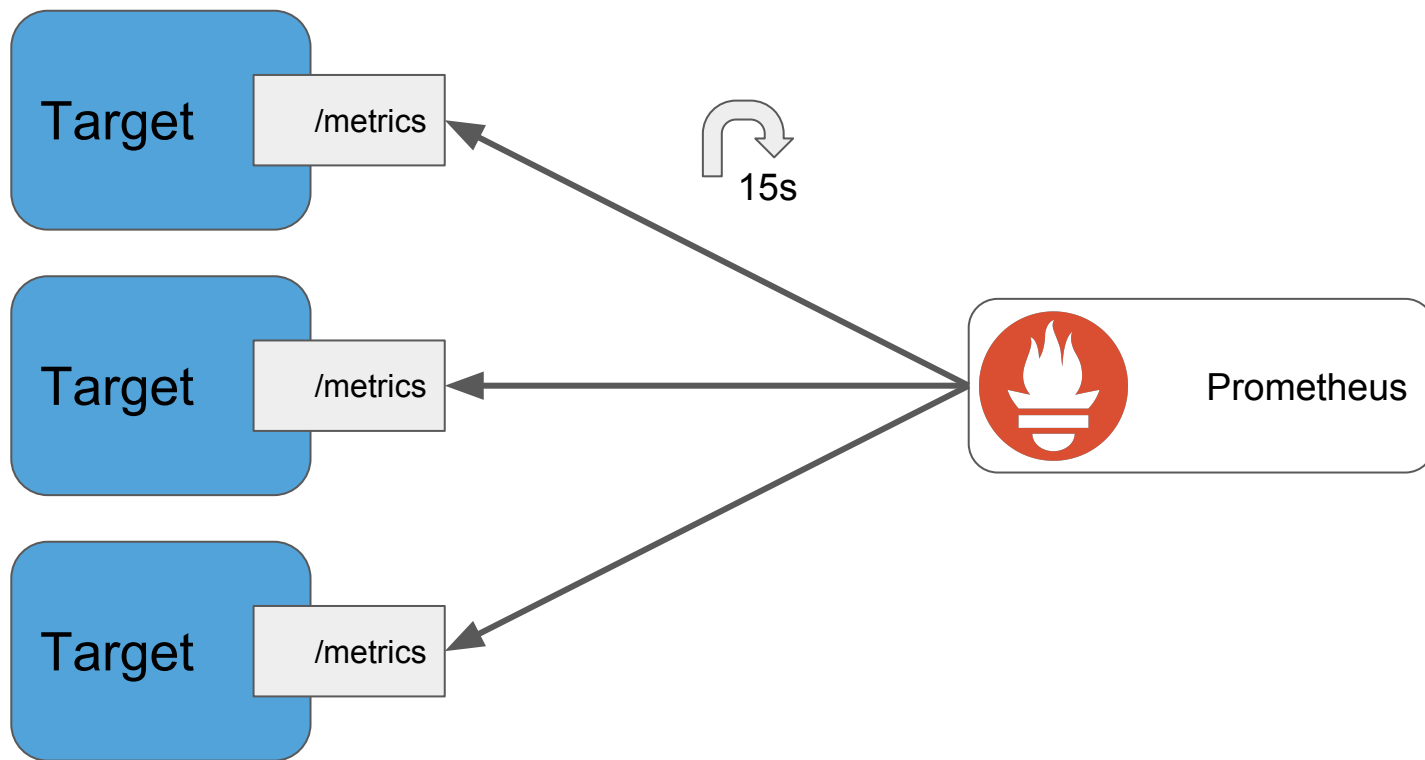 Target
/metrics
15s
Target
/metrics
Prometheus
Target
/metrics